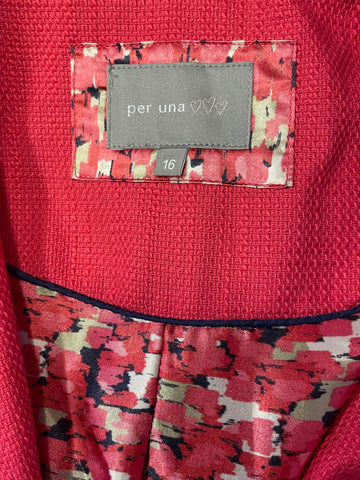 per una ♡♡♡
16